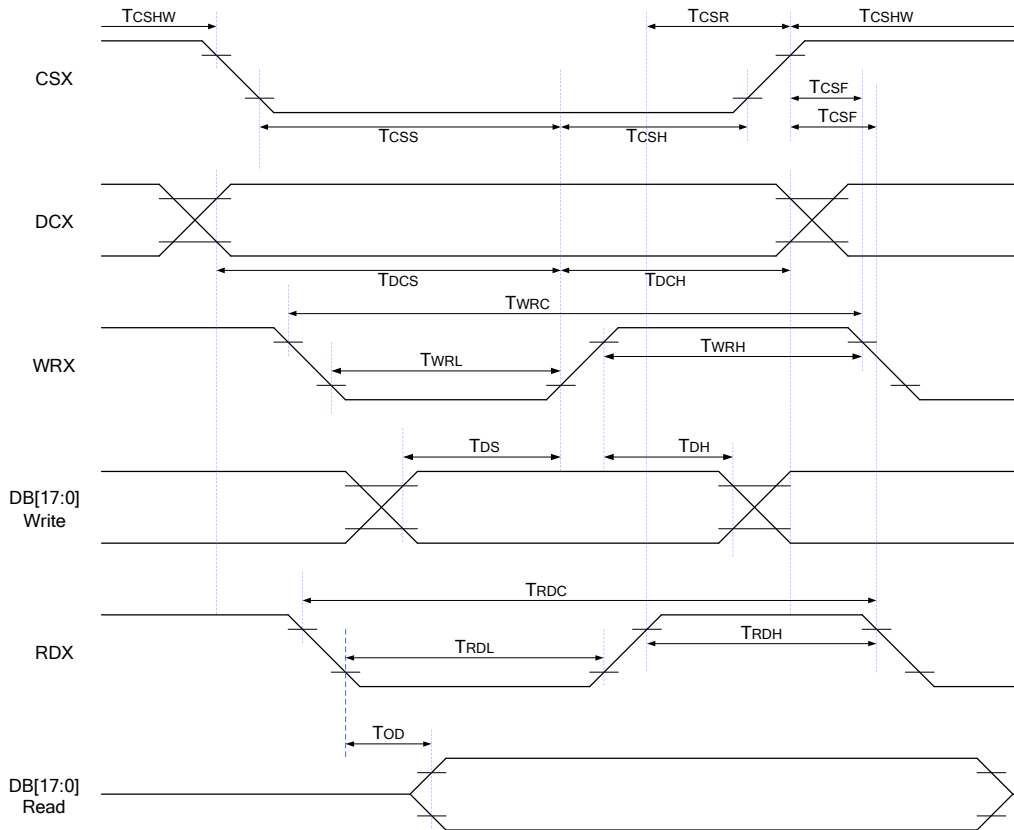 TCSHW TCSR TCSHW
CSX
TCSF
TCSF
TCSS TCSH
DCX
TDCS TDCH
TWRC
WRX
TWRL TWRH
TDS TDH
DB[17:0]
Write
TRDC
RDX
TRDL TRDH
TOD
DB[17:0]
Read